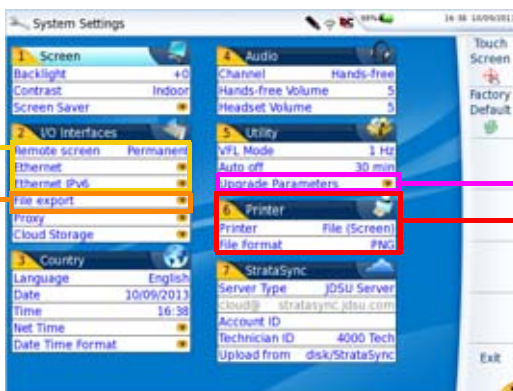 System Settings
98%
16:38 10/09/2013
1 Screen
Backlight +0
Contrast Indoor
Screen Saver
2 I/O Interfaces
Remote screen Permanent
Ethernet
Ethernet IPv6
File export
Proxy
Cloud Storage
3 Country
Language English
Date 10/09/2013
Time 16:38
Net Time
Date Time Format
4 Audio
Channel Hands-free
Hands-free Volume 5
Headset Volume 5
5 Utility
VFL Mode 1 Hz
Auto off 30 min
Upgrade Parameters
6 Printer
Printer File (Screen)
File format PNG
7 StrataSync
Server Type JDSU Server
cloud@ stratasync.jdsu.com
Account ID
Technician ID 4000 Tech
Upload from disk/StrataSync
Touch
Screen
Factory
Default
Exit